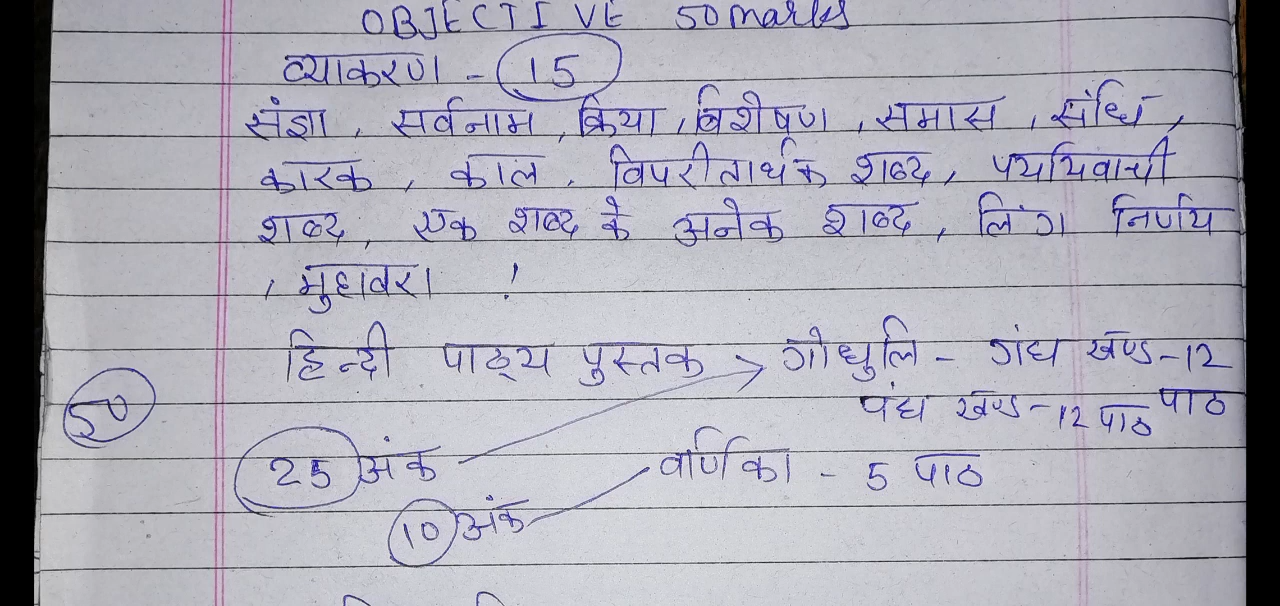 OBJECTIVE 50 marks
व्याकरण - 15
संज्ञा, सर्वनाम, क्रिया, विशेषण, समास, संधि,
कारक, काल, विपरीतार्थक शब्द, पर्यायवाची
शब्द, एक शब्द के अनेक शब्द, लिंग निर्णय
, मुहावरा !
हिन्दी पाठ्य पुस्तक → गोधुलि - गंध खण्ड - 12
पाठ
पंध खण्ड - 12 पाठ
50
25 अंक
वर्णिका - 5 पाठ
10 अंक